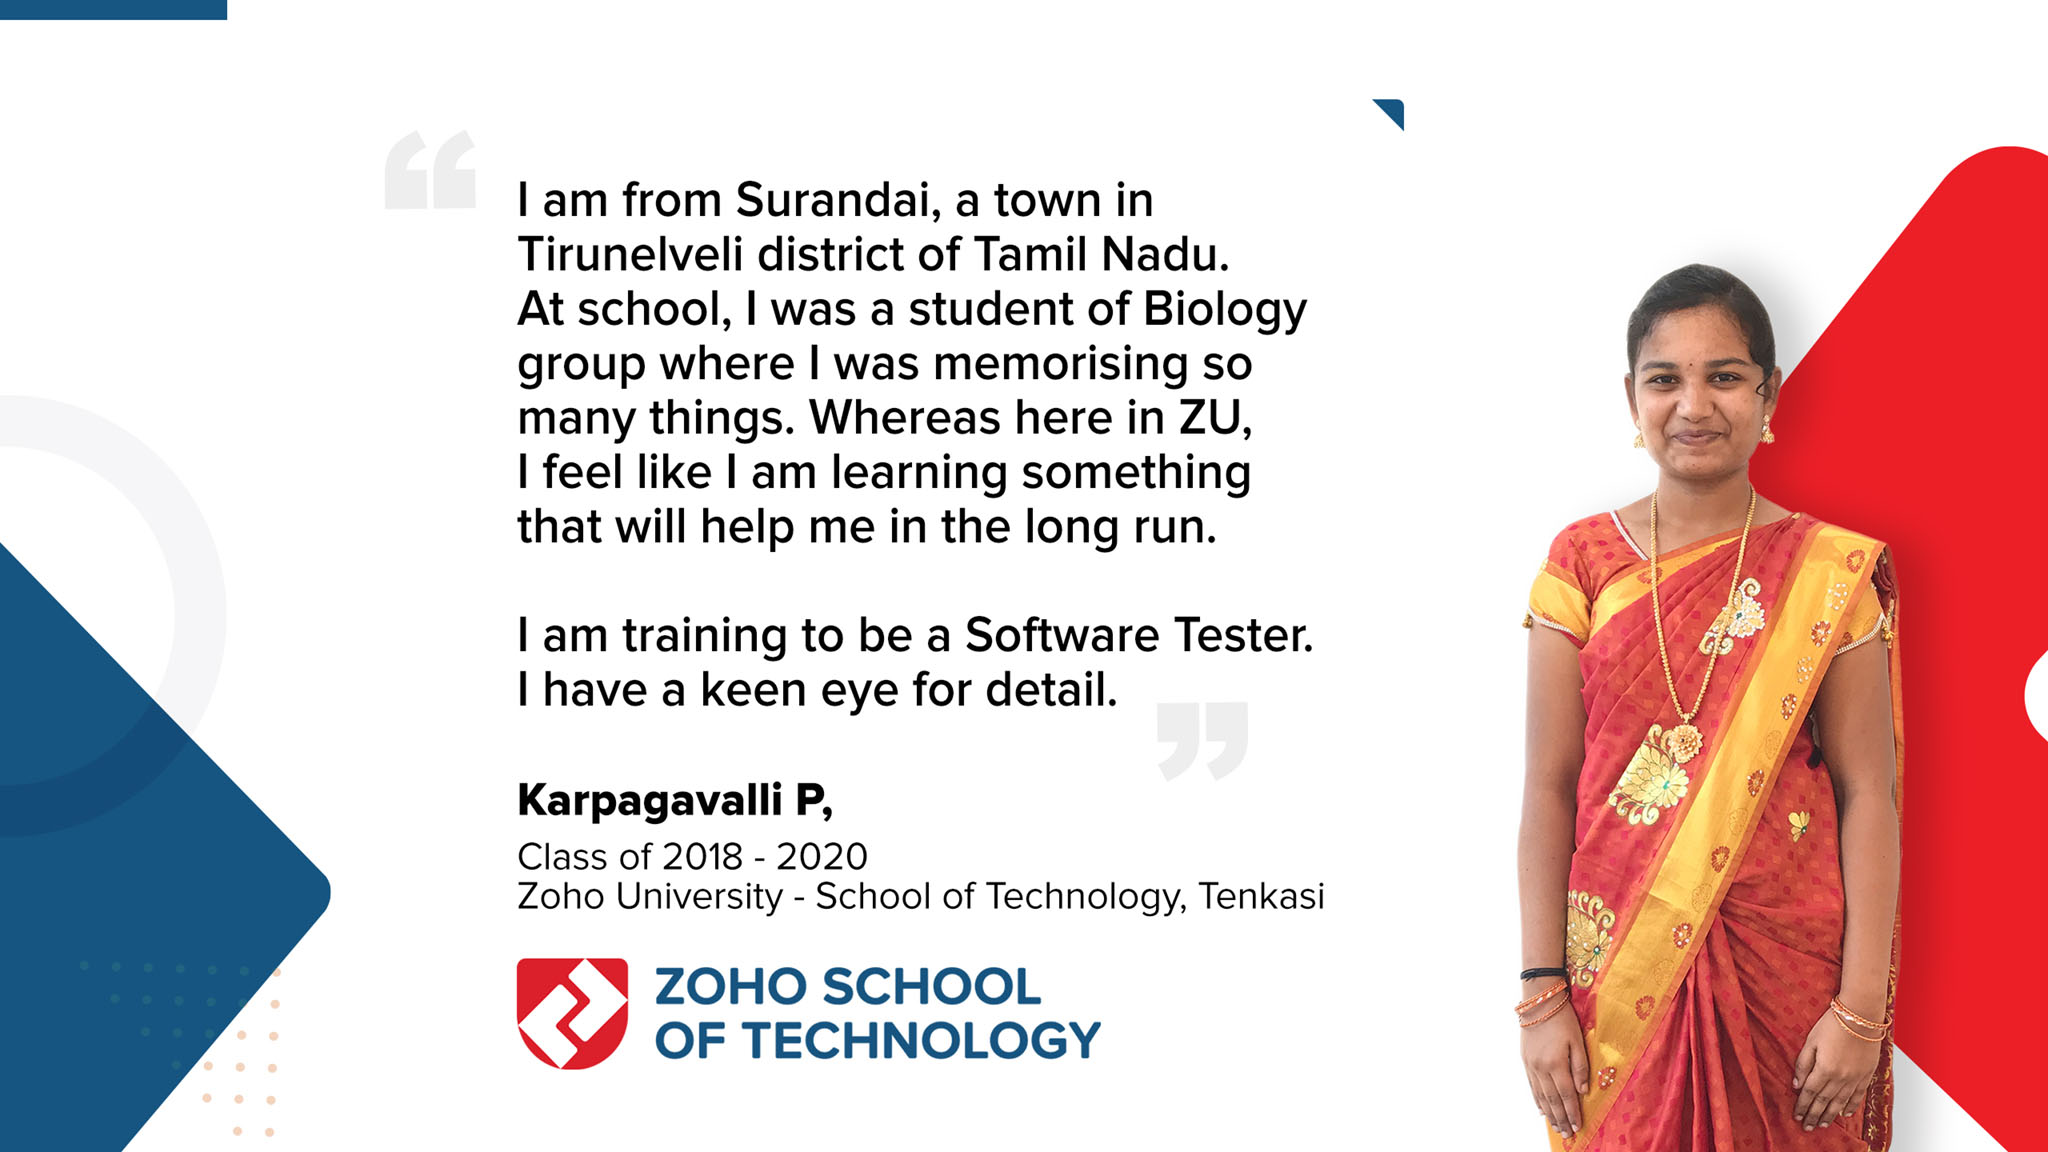 I am from Surandai, a town in
Tirunelveli district of Tamil Nadu.
At school, I was a student of Biology
group where I was memorising so
many things. Whereas here in ZU,
I feel like I am learning something
that will help me in the long run.
I am training to be a Software Tester.
I have a keen eye for detail.
Karpagavalli P,
Class of 2018 - 2020
Zoho University - School of Technology, Tenkasi
ZOHO SCHOOL
OF TECHNOLOGY